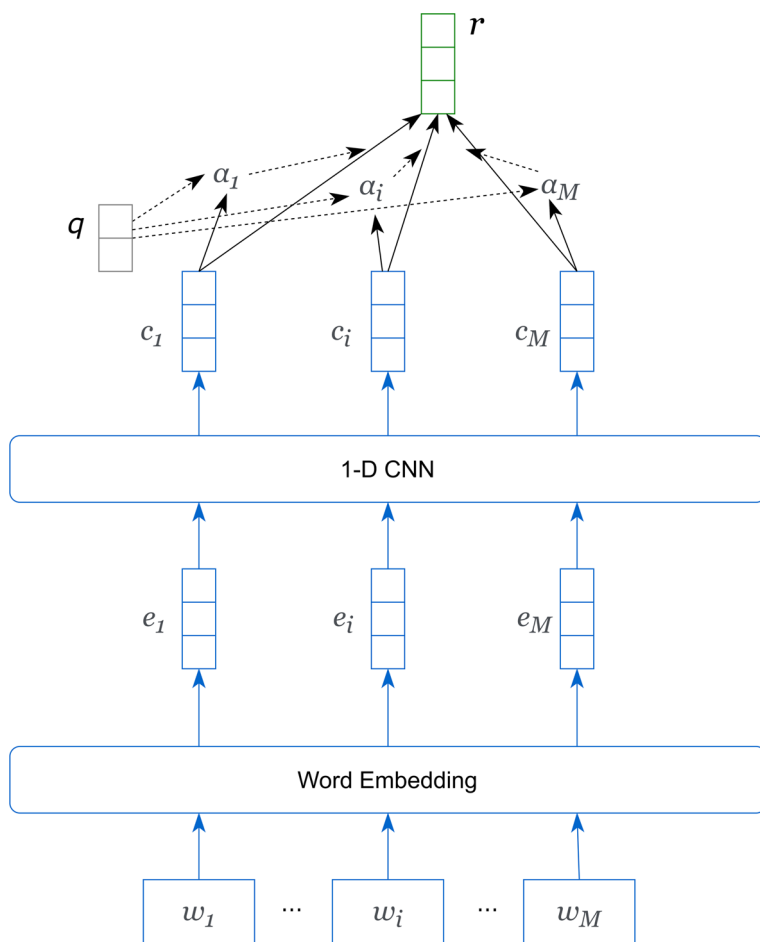 r
α1 αi αM
q
c1 ci cM
1-D CNN
e1 ei eM
Word Embedding
w1 ... wi ... wM